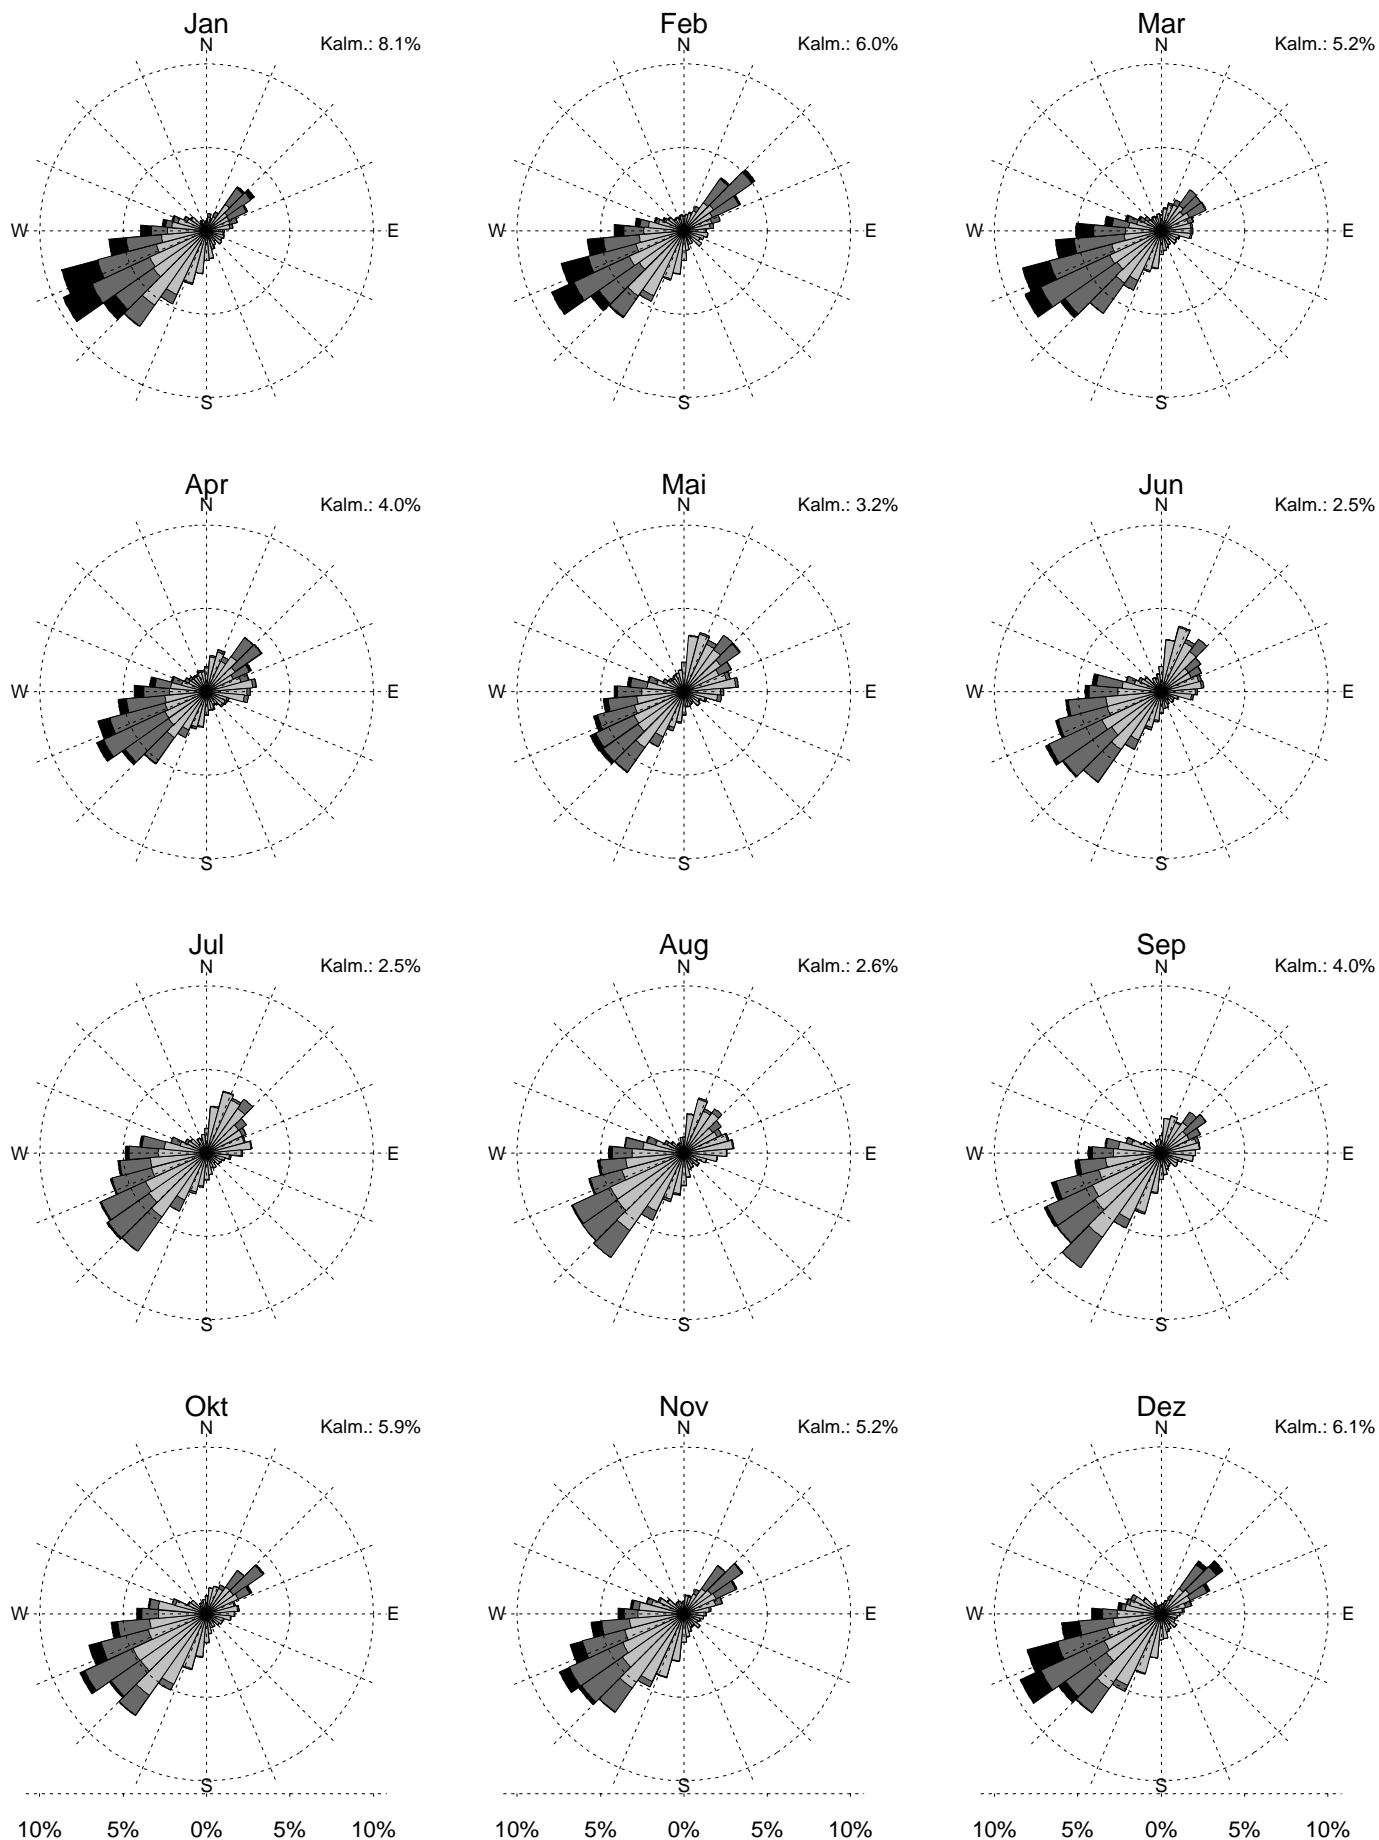 Jan Feb Mar
N Kalm.: 8.1% N Kalm.: 6.0% N Kalm.: 5.2%
W E W E W E
S S S
Apr Mai Jun
N Kalm.: 4.0% N Kalm.: 3.2% N Kalm.: 2.5%
W E W E W E
S S S
Jul Aug Sep
N Kalm.: 2.5% N Kalm.: 2.6% N Kalm.: 4.0%
W E W E W E
S S S
Okt Nov Dez
N Kalm.: 5.9% N Kalm.: 5.2% N Kalm.: 6.1%
W E W E W E
S S S
10% 5% 0% 5% 10% 10% 5% 0% 5% 10% 10% 5% 0% 5% 10%